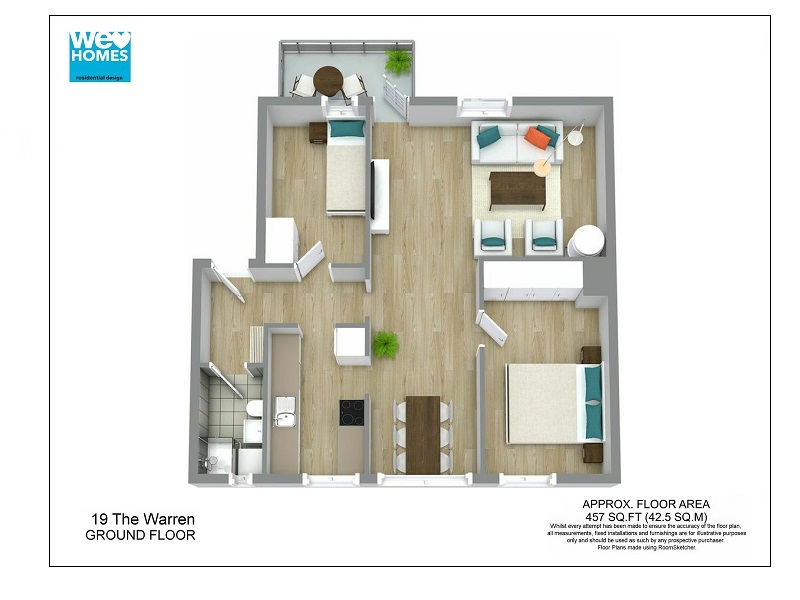 We
HOMES
residential design
19 The Warren
GROUND FLOOR
APPROX. FLOOR AREA
457 SQ.FT (42.5 SQ.M)
Whilst every attempt has been made to ensure the accuracy of the floor plan,
all measurements, fixed installations and furnishings are for illustrative purposes
only and should be used as such by any prospective purchaser.
Floor Plans made using RoomSketcher.